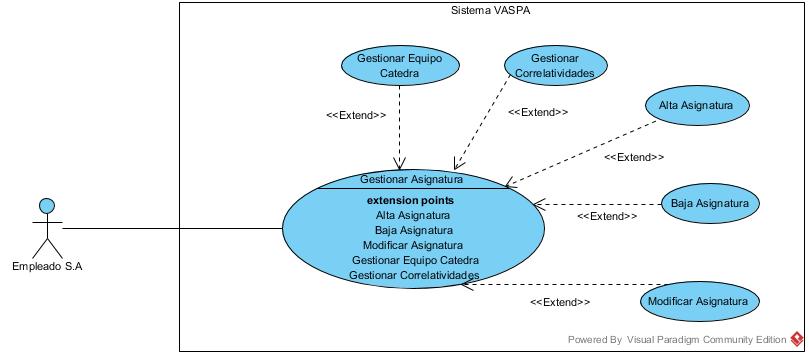 Sistema VASPA
Gestionar Equipo
Catedra
Gestionar
Correlatividades
<<Extend>>
<<Extend>>
Alta Asignatura
<<Extend>>
Gestionar Asignatura
extension points
Alta Asignatura
Baja Asignatura
Modificar Asignatura
Gestionar Equipo Catedra
Gestionar Correlatividades
Baja Asignatura
<<Extend>>
Empleado S.A
Modificar Asignatura
<<Extend>>
Powered By Visual Paradigm Community Edition